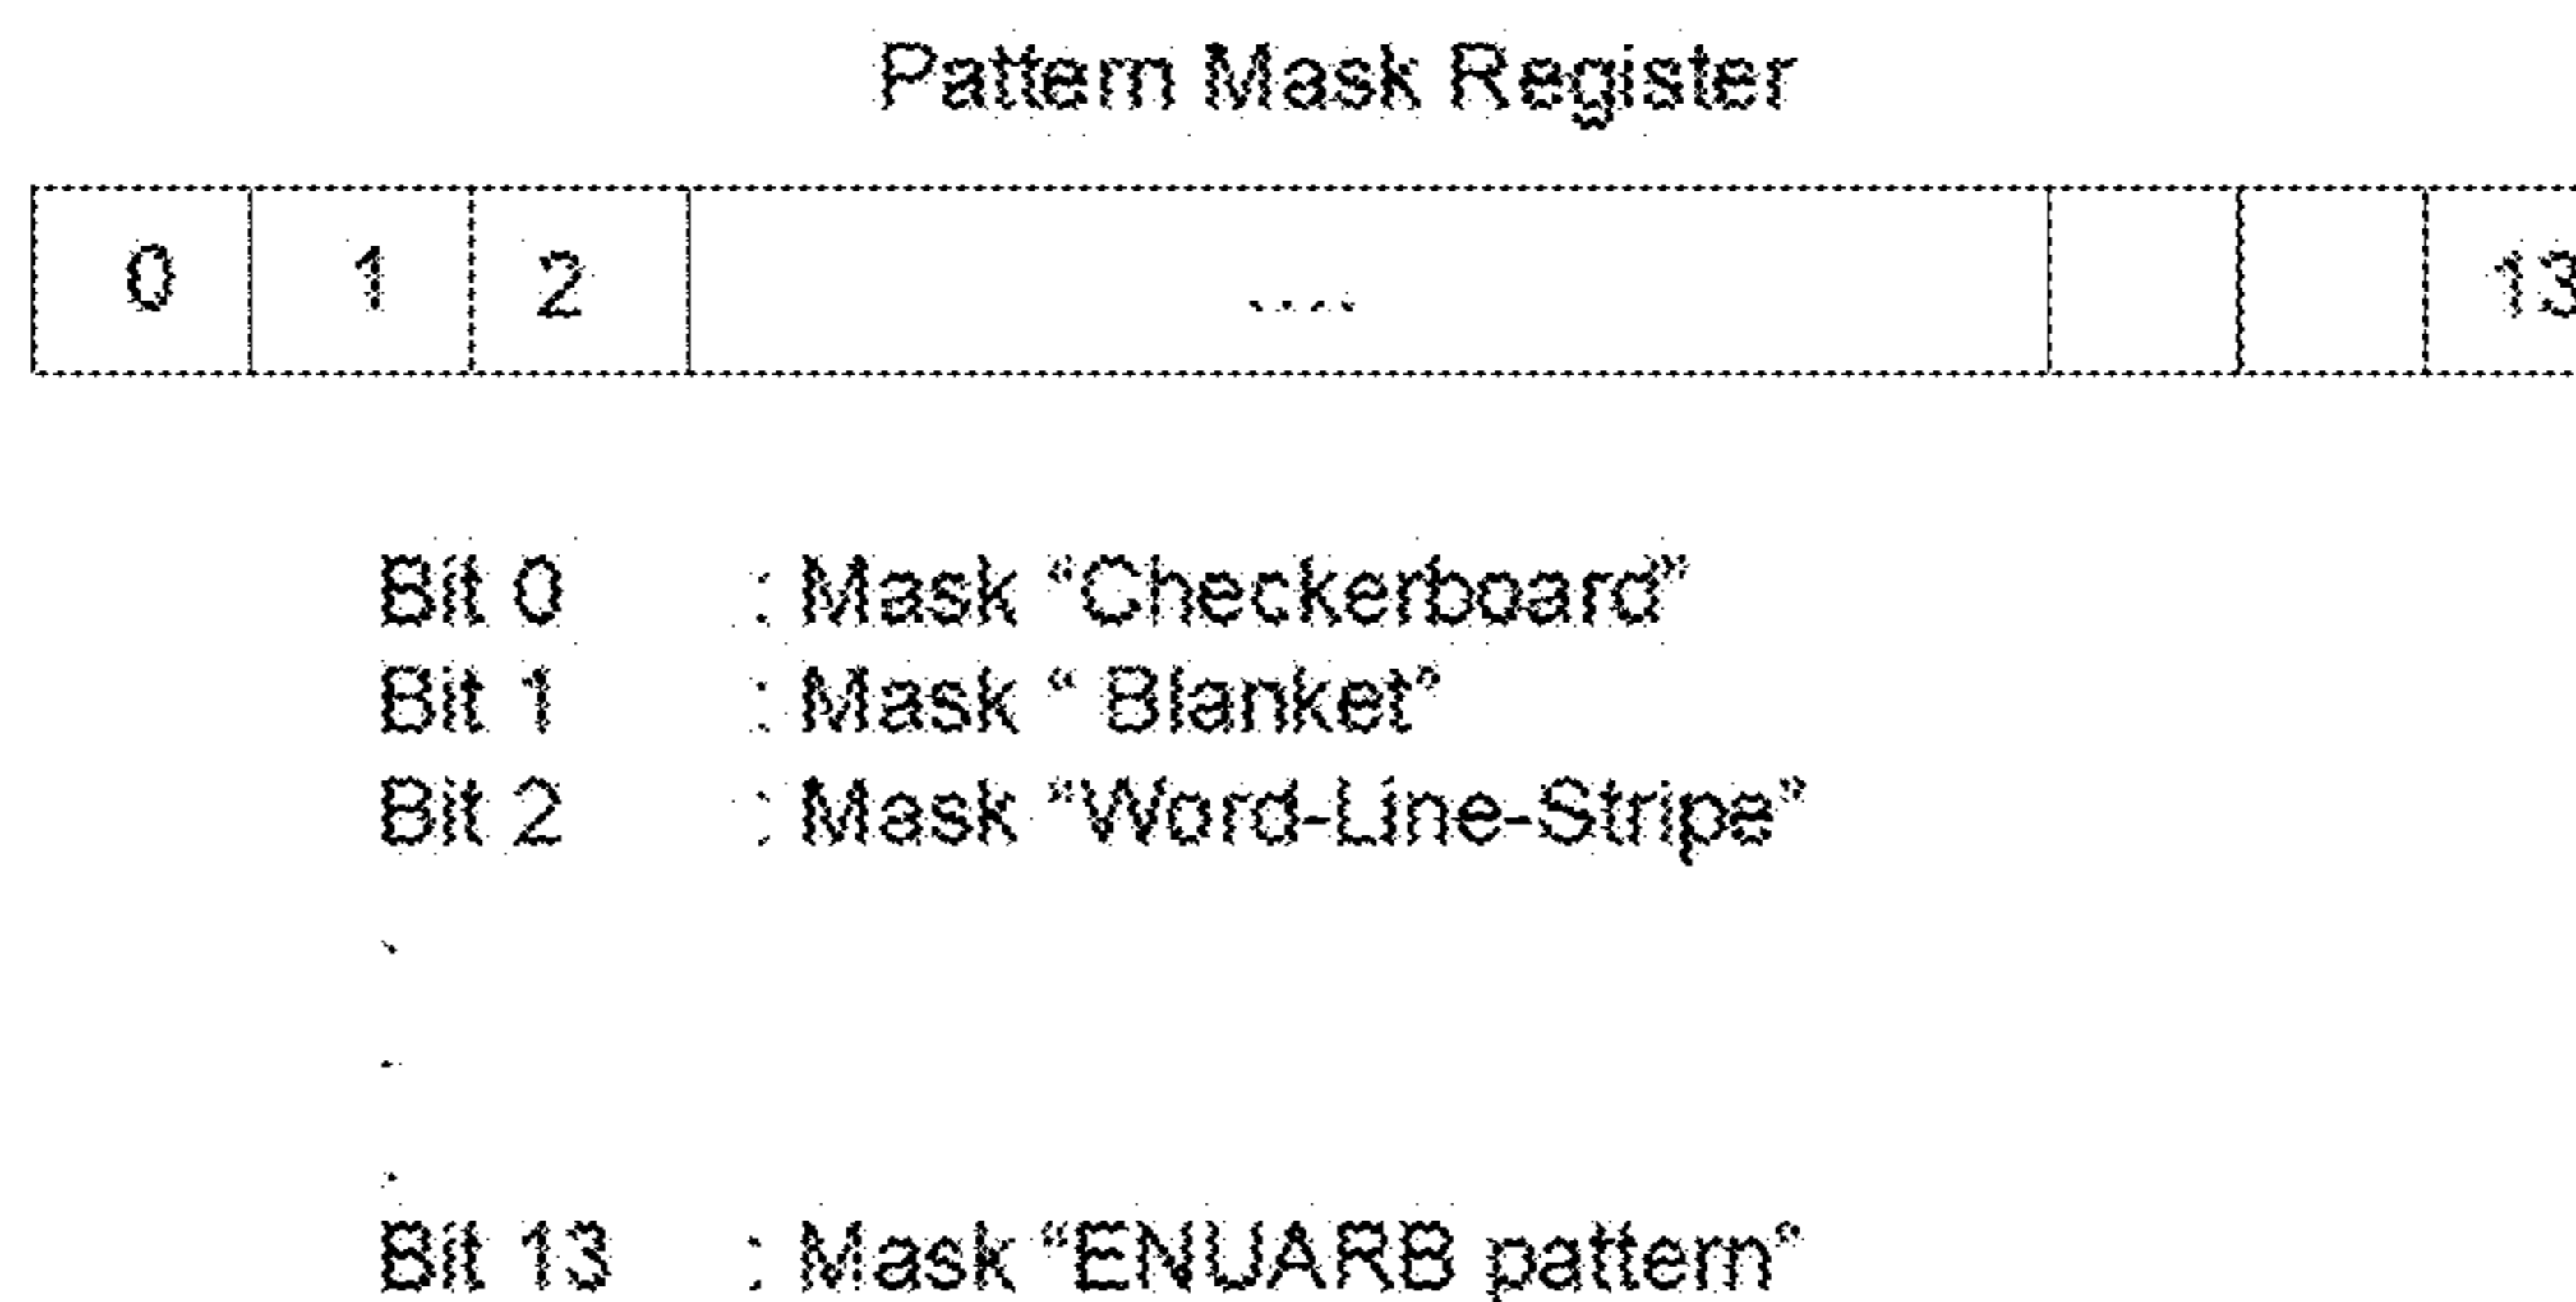 Pattern Mask Register
0 1 2 .... 13
Bit 0 : Mask “Checkerboard”
Bit 1 : Mask “ Blanket”
Bit 2 : Mask “Word-Line-Stripe”
.
.
.
Bit 13 : Mask “ENUARB pattern”